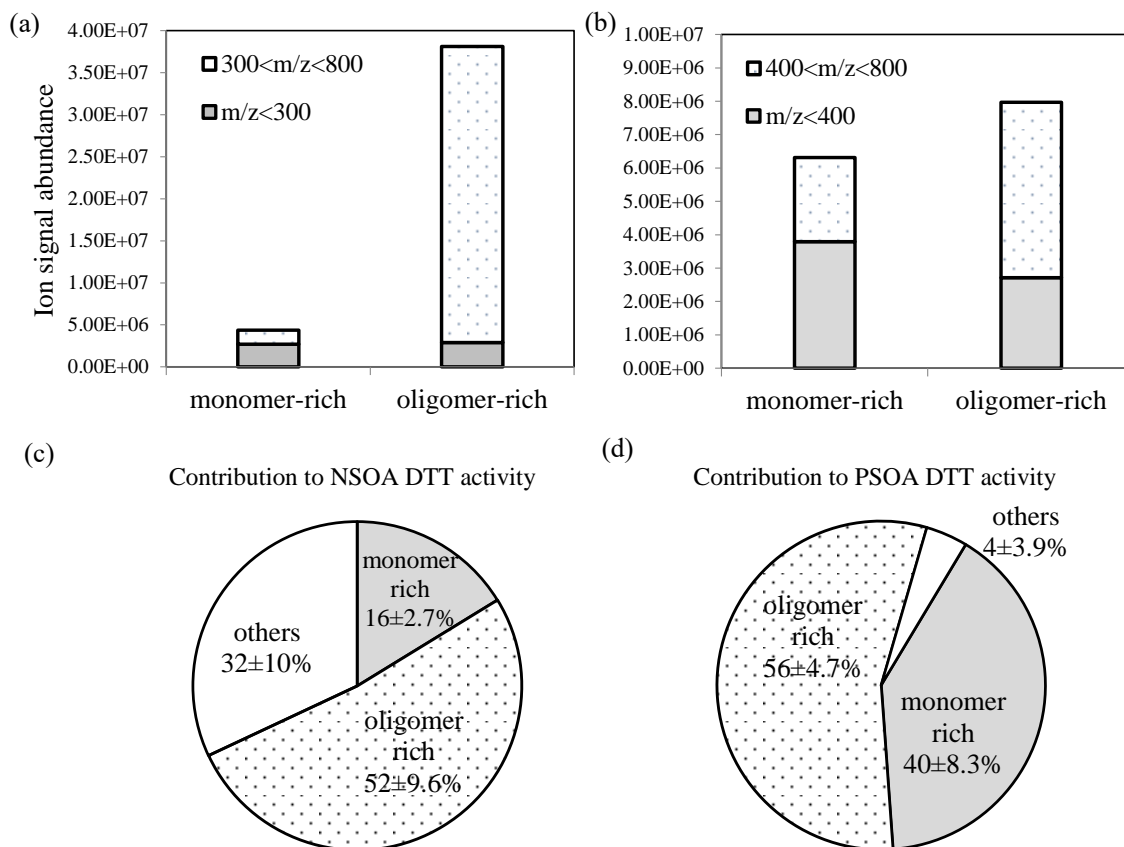 (a)
4.00E+07
3.50E+07
3.00E+07
2.50E+07
2.00E+07
1.50E+07
1.00E+07
5.00E+06
0.00E+00
Ion signal abundance
300<m/z<800
m/z<300
monomer-rich
oligomer-rich
(b)
1.00E+07
9.00E+06
8.00E+06
7.00E+06
6.00E+06
5.00E+06
4.00E+06
3.00E+06
2.00E+06
1.00E+06
0.00E+00
400<m/z<800
m/z<400
monomer-rich
oligomer-rich
(c)
Contribution to NSOA DTT activity
monomer
rich
16±2.7%
others
32±10%
oligomer
rich
52±9.6%
(d)
Contribution to PSOA DTT activity
others
4±3.9%
oligomer
rich
56±4.7%
monomer
rich
40±8.3%